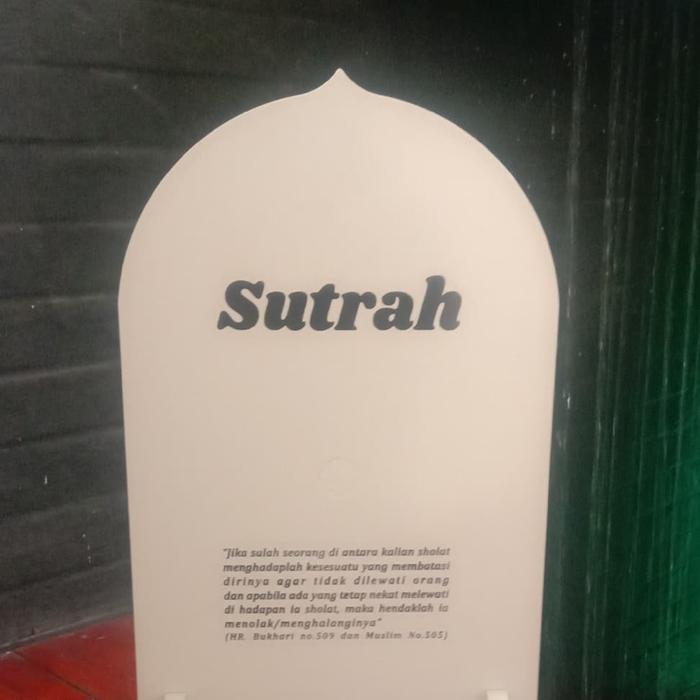 Sutrah
"Jika salah seorang di antara kalian sholat
menghadaplah kesesuatu yang membatasi
dirinya agar tidak dilewati orang
dan apabila ada yang tetap nekat melewati
di hadapan ia sholat, maka hendaklah ia
menolak/menghalanginya"
(HR. Bukhari no.509 dan Muslim No.505)